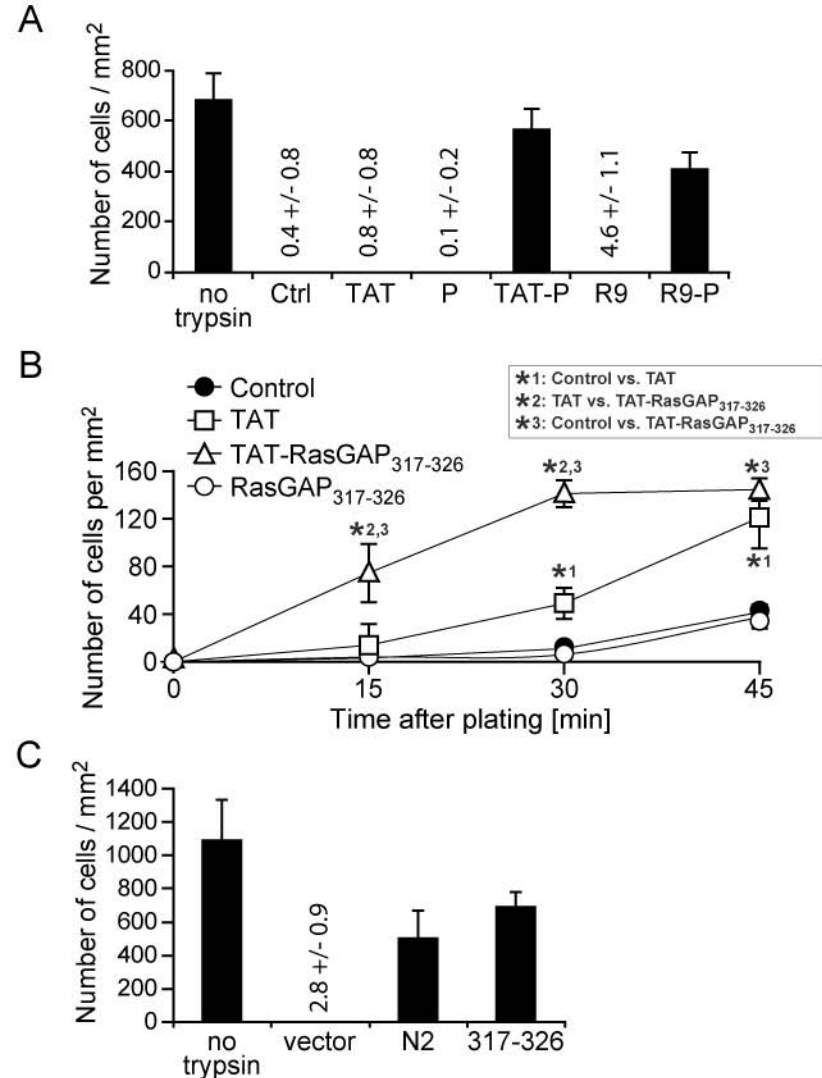 A
Number of cells / mm²
800
600
400
200
0
0.4 +/- 0.8
0.8 +/- 0.8
0.1 +/- 0.2
4.6 +/- 1.1
no trypsin
Ctrl
TAT
P
TAT-P
R9
R9-P
B
Control
TAT
TAT-RasGAP317-326
RasGAP317-326
*1: Control vs. TAT
*2: TAT vs. TAT-RasGAP317-326
*3: Control vs. TAT-RasGAP317-326
Number of cells per mm²
160
120
80
40
0
*2,3
*2,3
*3
*1
*1
0 15 30 45
Time after plating [min]
C
Number of cells / mm²
1400
1200
1000
800
600
400
200
0
2.8 +/- 0.9
no trypsin
vector
N2
317-326